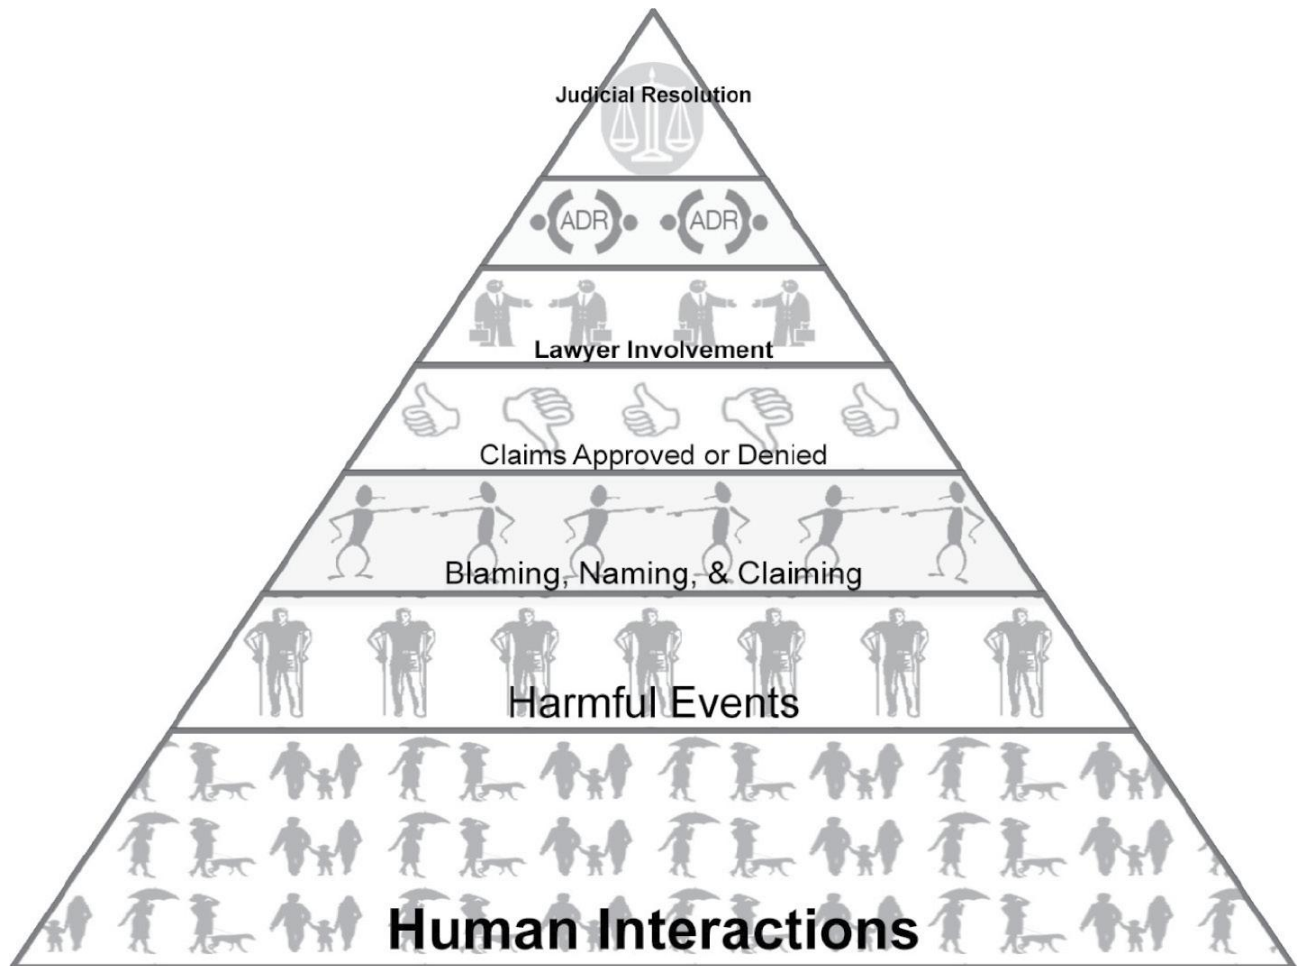 Judicial Resolution
ADR ADR
Lawyer Involvement
Claims Approved or Denied
Blaming, Naming, & Claiming
Harmful Events
Human Interactions